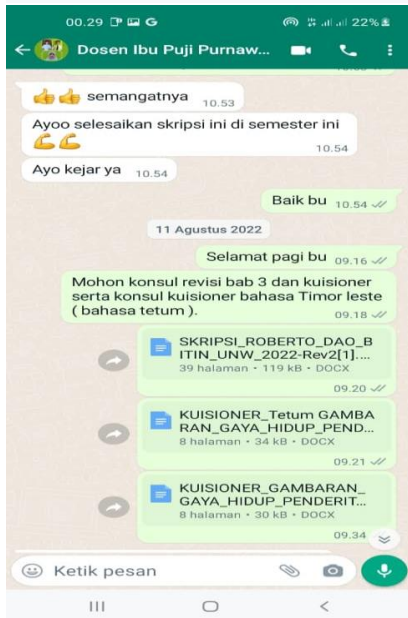 00.29 G 22%
Dosen Ibu Puji Purnaw...
👍👍 semangatnya 10.53
Ayoo selesaikan skripsi ini di semester ini
💪💪 10.54
Ayo kejar ya 10.54
Baik bu 10.54
11 Agustus 2022
Selamat pagi bu 09.16
Mohon konsul revisi bab 3 dan kuisioner
serta konsul kuisioner bahasa Timor leste
( bahasa tetum ). 09.18
SKRIPSI_ROBERTO_DAO_B
ITIN_UNW_2022-Rev2[1]....
39 halaman • 119 kB • DOCX
09.20
KUISIONER_Tetum GAMBA
RAN_GAYA_HIDUP_PEND...
8 halaman • 34 kB • DOCX
09.21
KUISIONER_GAMBARAN_
GAYA_HIDUP_PENDERIT...
8 halaman • 30 kB • DOCX
09.34
Ketik pesan